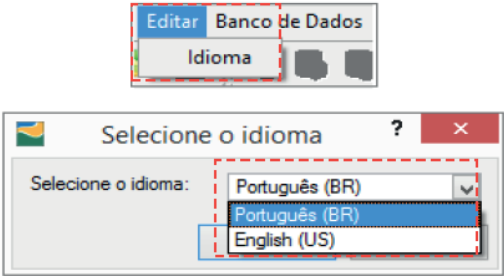 Editar Banco de Dados
Idioma
Selecione o idioma ? ×
Selecione o idioma: Português (BR)
Português (BR)
English (US)